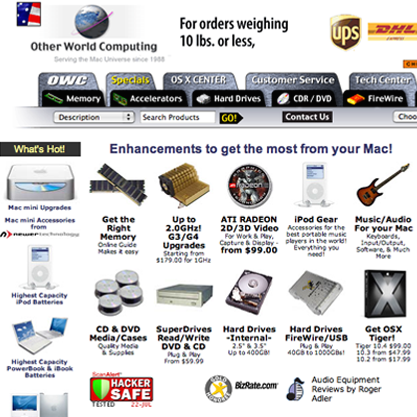 Other World Computing
Serving the Mac Universe since 1988
For orders weighing
10 lbs. or less,
ups
DHL
OWC
Specials
OS X CENTER
Customer Service
Tech Center
Memory
Accelerators
Hard Drives
CDR / DVD
FireWire
Description
Search Products
GO!
Contact Us
Choo
What's Hot!
Enhancements to get the most from your Mac!
Mac mini Upgrades
Mac mini Accessories
from
newertechnology
Highest Capacity
iPod Batteries
Highest Capacity
PowerBook & iBook
Batteries
Get the
Right
Memory
Online Guide
Makes it easy
Up to
2.0GHz!
G3/G4
Upgrades
Starting from
$179.00 for 1GHz
RADEON
ATI RADEON
2D/3D Video
For Work & Play,
Capture & Display -
from $99.00
iPod Gear
Accessories for the
best portable music
players in the world!
Everything you
need!
Music/Audio
For your Mac
Keyboards,
Input/Output,
Software, & Much
More
CD & DVD
Media/Cases
Quality Media
& Supplies
SuperDrives
Read/Write
DVD & CD
Plug & Play
From $59.99
Hard Drives
-Internal-
2.5" & 3.5"
Up to 400GB!
Hard Drives
FireWire/USB
Plug & Play
40GB to 1000GBs!
X
Get OSX
Tiger!
Tiger 10.4 $99.00
10.3 from $47.99
10.2 from $17.99
ScanAlert
HACKER
SAFE
TESTED 22-JUL
GOLD
HONOREE
BizRate.com
Audio Equipment
Reviews by Roger
Adler